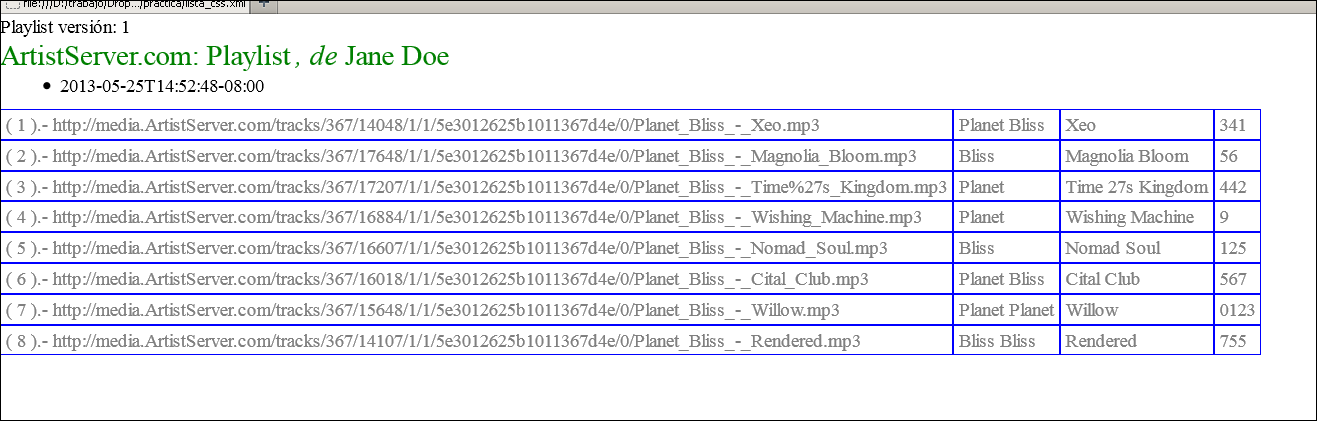 file:///D:/trabajo/Drop.../practica/lista_css.xml
Playlist versión: 1
ArtistServer.com: Playlist , de Jane Doe
• 2013-05-25T14:52:48-08:00
( 1 ).- http://media.ArtistServer.com/tracks/367/14048/1/1/5e3012625b1011367d4e/0/Planet_Bliss_-_Xeo.mp3 Planet Bliss Xeo 341
( 2 ).- http://media.ArtistServer.com/tracks/367/17648/1/1/5e3012625b1011367d4e/0/Planet_Bliss_-_Magnolia_Bloom.mp3 Bliss Magnolia Bloom 56
( 3 ).- http://media.ArtistServer.com/tracks/367/17207/1/1/5e3012625b1011367d4e/0/Planet_Bliss_-_Time%27s_Kingdom.mp3 Planet Time 27s Kingdom 442
( 4 ).- http://media.ArtistServer.com/tracks/367/16884/1/1/5e3012625b1011367d4e/0/Planet_Bliss_-_Wishing_Machine.mp3 Planet Wishing Machine 9
( 5 ).- http://media.ArtistServer.com/tracks/367/16607/1/1/5e3012625b1011367d4e/0/Planet_Bliss_-_Nomad_Soul.mp3 Bliss Nomad Soul 125
( 6 ).- http://media.ArtistServer.com/tracks/367/16018/1/1/5e3012625b1011367d4e/0/Planet_Bliss_-_Cital_Club.mp3 Planet Bliss Cital Club 567
( 7 ).- http://media.ArtistServer.com/tracks/367/15648/1/1/5e3012625b1011367d4e/0/Planet_Bliss_-_Willow.mp3 Planet Planet Willow 0123
( 8 ).- http://media.ArtistServer.com/tracks/367/14107/1/1/5e3012625b1011367d4e/0/Planet_Bliss_-_Rendered.mp3 Bliss Bliss Rendered 755